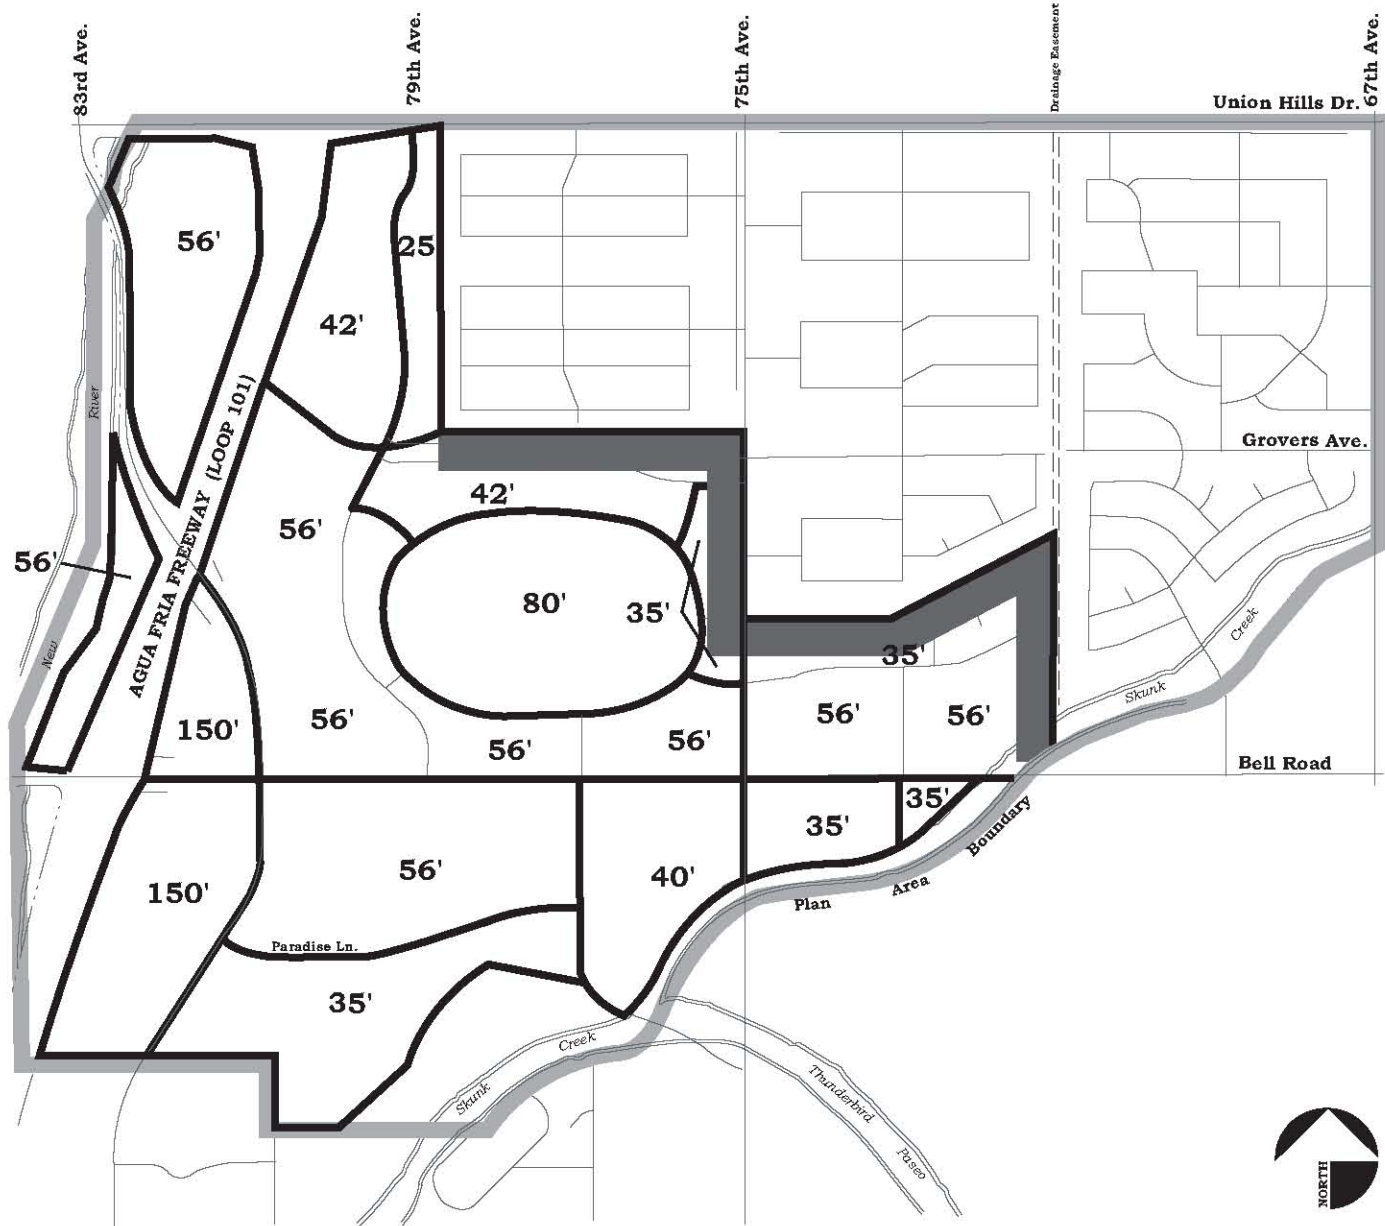 83rd Ave.
79th Ave.
75th Ave.
Drainage Easement
67th Ave.
Union Hills Dr.
56'
25
42'
River
AGUA FRIA FREEWAY (LOOP 101)
Grovers Ave.
42'
56'
56'
80'
35'
New
Creek
35'
Skunk
150'
56'
56'
56'
56'
56'
Bell Road
35'
35'
Boundary
56'
40'
150'
Area
Plan
Paradise Ln.
35'
Creek
Skunk
Thunderbird
Paseo
NORTH